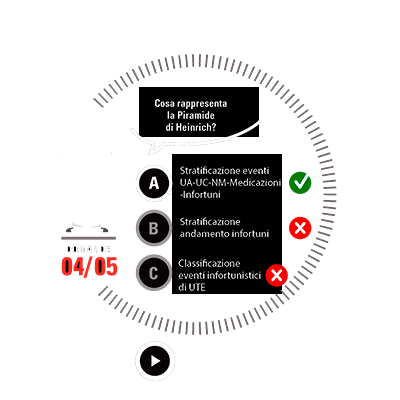 Cosa rappresenta
la Piramide
di Heinrich?
A
Stratificazione eventi
UA-UC-NM-Medicazioni
-Infortuni
B
Stratificazione
andamento infortuni
C
Classificazione
eventi infortunistici
di UTE
04/05